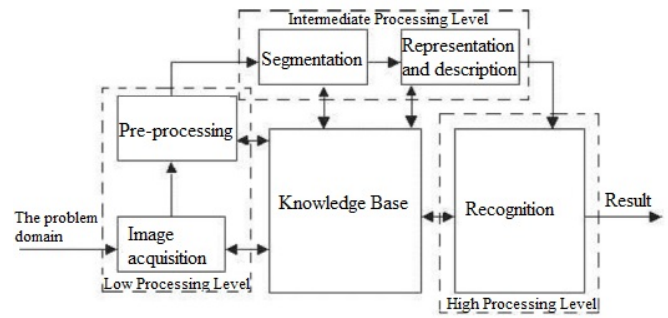 Intermediate Processing Level
Segmentation
Representation
and description
Pre-processing
Knowledge Base
Recognition
Result
The problem
domain
Image
acquisition
Low Processing Level
High Processing Level